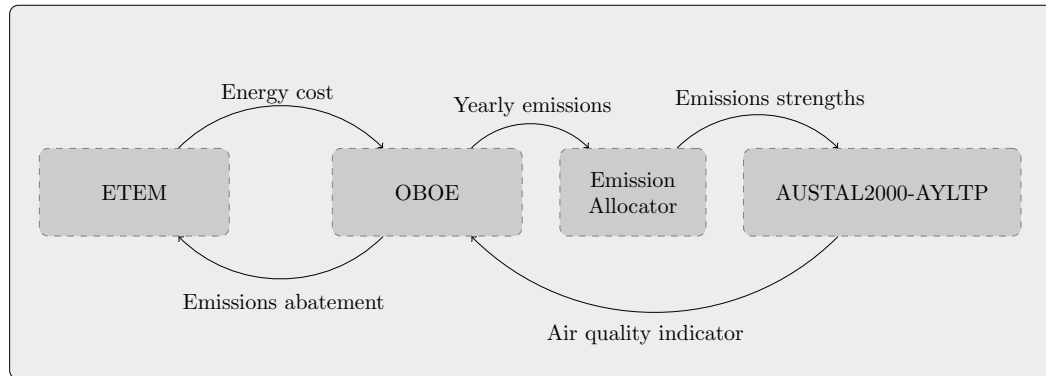 Energy cost
Yearly emissions
Emissions strengths
ETEM
OBOE
Emission
Allocator
AUSTAL2000-AYLTP
Emissions abatement
Air quality indicator